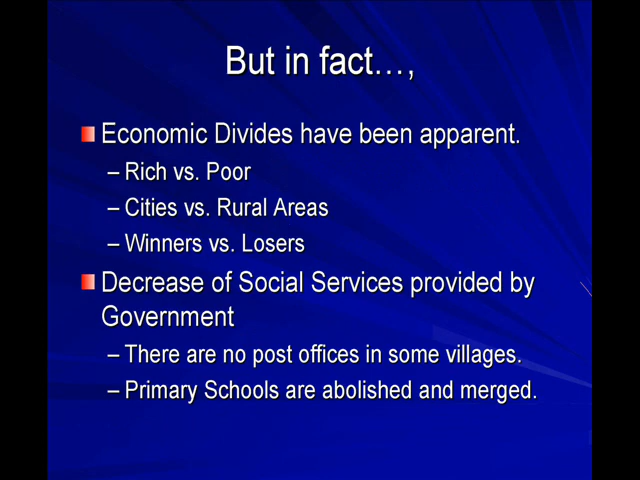 But in fact…,
Economic Divides have been apparent.
– Rich vs. Poor
– Cities vs. Rural Areas
– Winners vs. Losers
Decrease of Social Services provided by
Government
– There are no post offices in some villages.
– Primary Schools are abolished and merged.